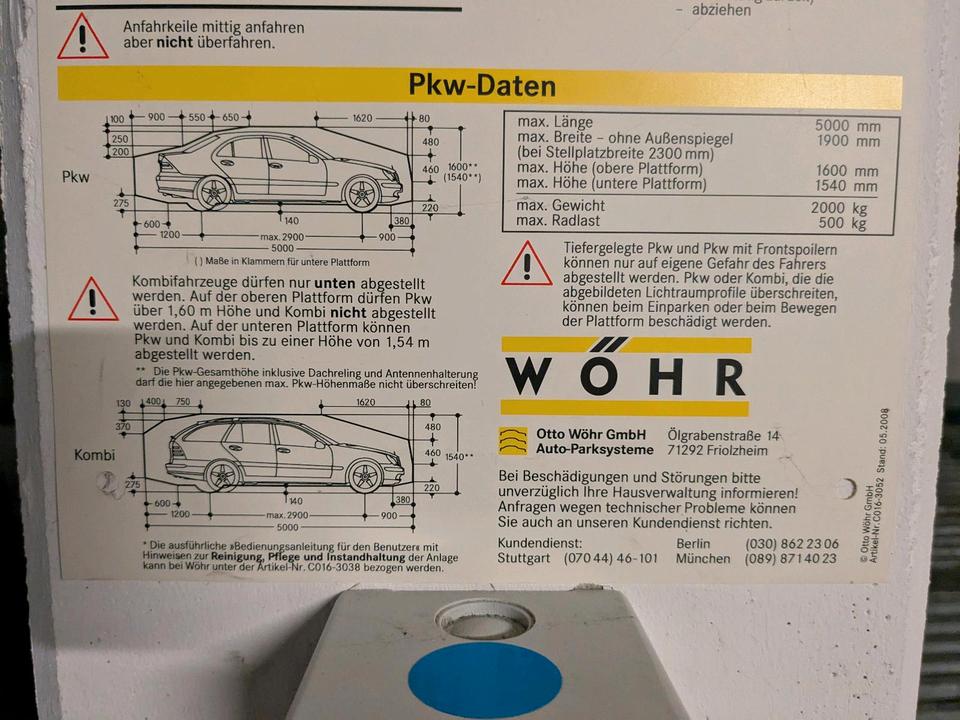 – abziehen
Anfahrkeile mittig anfahren
aber nicht überfahren.
Pkw-Daten
100 900 550 650 1620 80
250
200
480
460
1600**
(1540**)
Pkw
275
220
600
140
380
1200 max. 2900 900
5000
( ) Maße in Klammern für untere Plattform
max. Länge 5000 mm
max. Breite – ohne Außenspiegel 1900 mm
(bei Stellplatzbreite 2300 mm)
max. Höhe (obere Plattform) 1600 mm
max. Höhe (untere Plattform) 1540 mm
max. Gewicht 2000 kg
max. Radlast 500 kg
Kombifahrzeuge dürfen nur unten abgestellt
werden. Auf der oberen Plattform dürfen Pkw
über 1,60 m Höhe und Kombi nicht abgestellt
werden. Auf der unteren Plattform können
Pkw und Kombi bis zu einer Höhe von 1,54 m
abgestellt werden.
** Die Pkw-Gesamthöhe inklusive Dachreling und Antennenhalterung
darf die hier angegebenen max. Pkw-Höhenmaße nicht überschreiten!
Tiefergelegte Pkw und Pkw mit Frontspoilern
können nur auf eigene Gefahr des Fahrers
abgestellt werden. Pkw oder Kombi, die die
abgebildeten Lichtraumprofile überschreiten,
können beim Einparken oder beim Bewegen
der Plattform beschädigt werden.
130 400 750 1620 80
370
480
460
1540**
Kombi
275
220
600
140
380
1200 max. 2900 900
5000
* Die ausführliche »Bedienungsanleitung für den Benutzer« mit
Hinweisen zur Reinigung, Pflege und Instandhaltung der Anlage
kann bei Wöhr unter der Artikel-Nr. C016-3038 bezogen werden.
WÖHR
Otto Wöhr GmbH Ölgrabenstraße 14
Auto-Parksysteme 71292 Friolzheim
Bei Beschädigungen und Störungen bitte
unverzüglich Ihre Hausverwaltung informieren!
Anfragen wegen technischer Probleme können
Sie auch an unseren Kundendienst richten.
Kundendienst: Berlin (030) 862 23 06
Stuttgart (070 44) 46-101 München (089) 871 40 23
© Otto Wöhr GmbH
Artikel-Nr. C016-3052 Stand: 05.2008